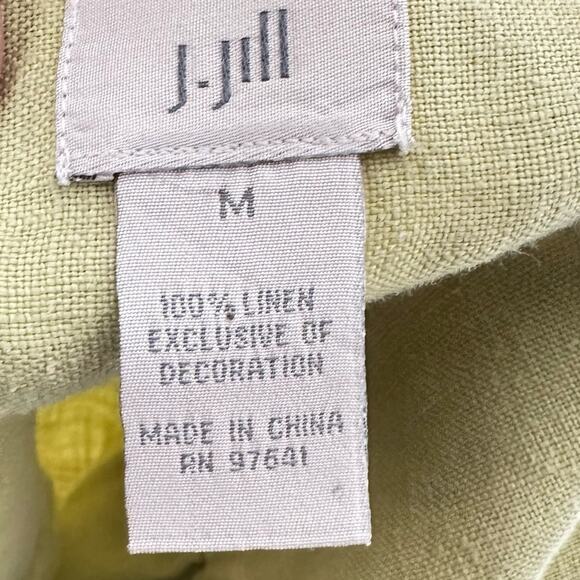 J.Jill
M
100% LINEN
EXCLUSIVE OF
DECORATION
MADE IN CHINA
RN 97641